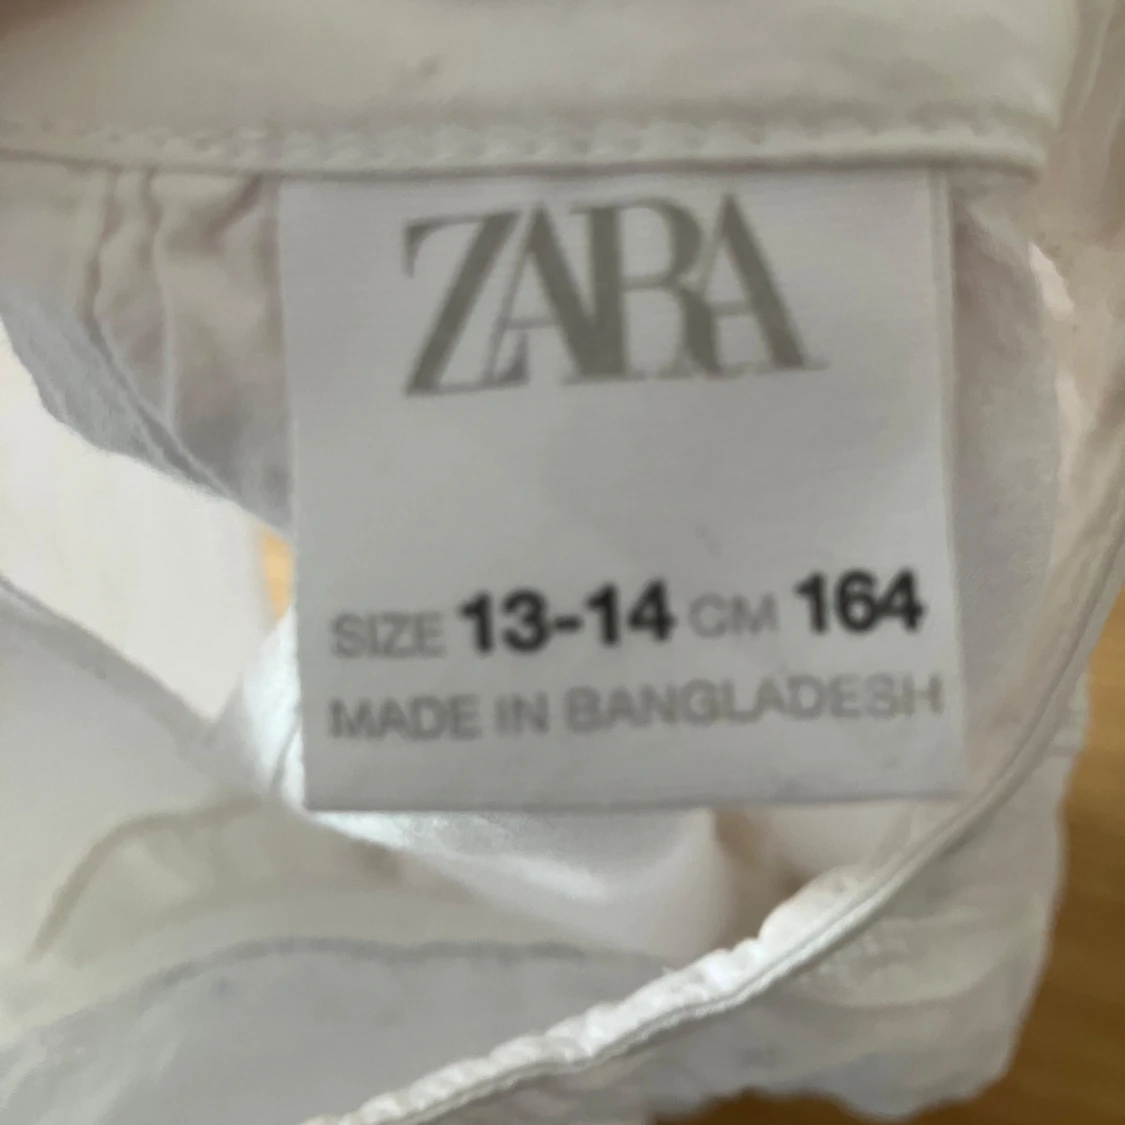 ZARA
SIZE 13-14 CM 164
MADE IN BANGLADESH